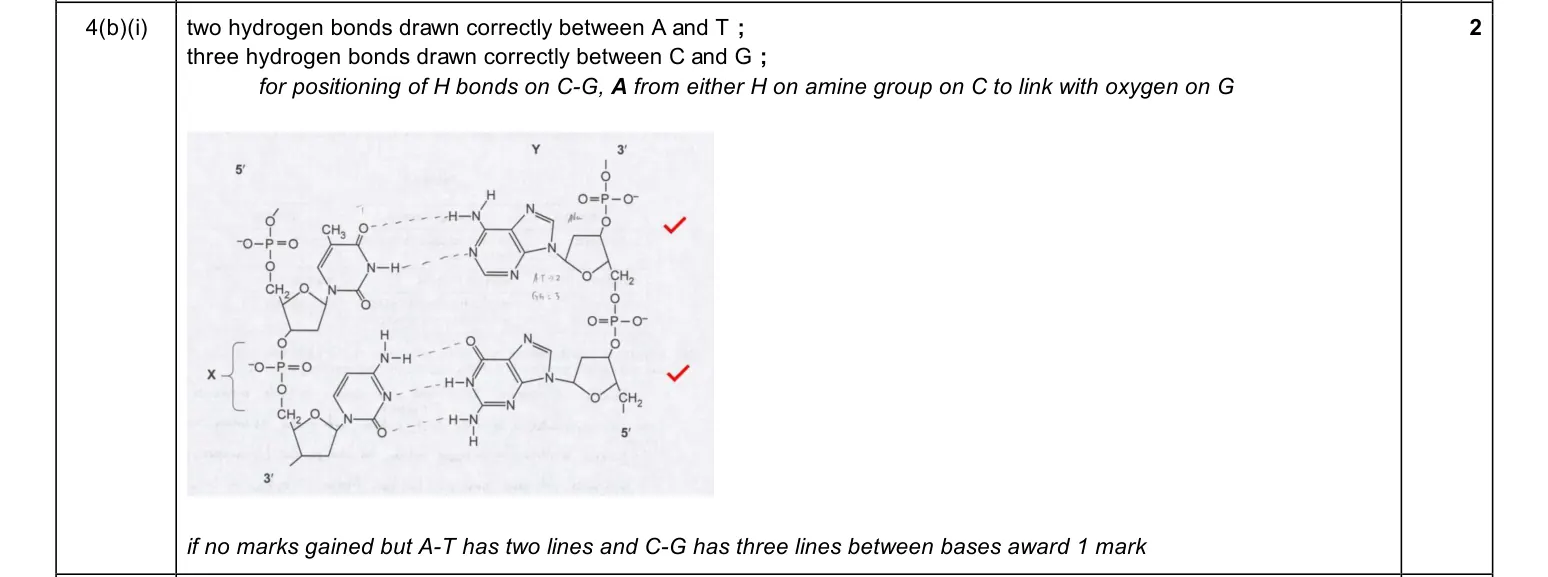 4(b)(i)
two hydrogen bonds drawn correctly between A and T ;
2
three hydrogen bonds drawn correctly between C and G ;
for positioning of H bonds on C-G, A from either H on amine group on C to link with oxygen on G
Y 3′
5′
O
H O=P–O⁻
O H–N N O
CH₃ O
⁻O–P=O N N
O N–H N O CH₂
CH₂ O N O A-T→2 O
G 3
O=P–O⁻
O H O N O
X ⁻O–P=O N–H H–N N
O N N O CH₂
CH₂ O N O H–N
H 5′
3′
if no marks gained but A-T has two lines and C-G has three lines between bases award 1 mark